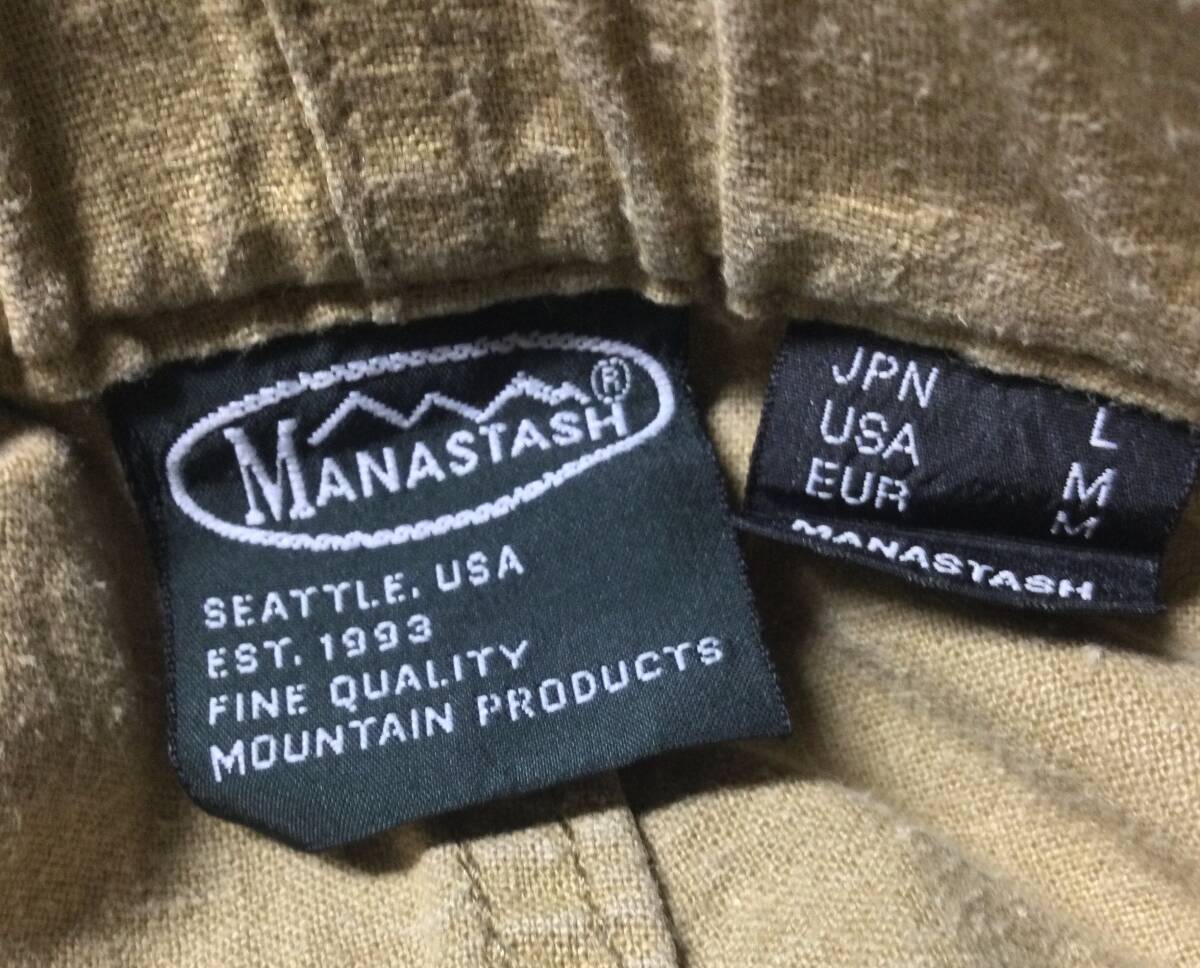 MANASTASH®
SEATTLE, USA
EST. 1993
FINE QUALITY
MOUNTAIN PRODUCTS
JPN L
USA M
EUR M
MANASTASH